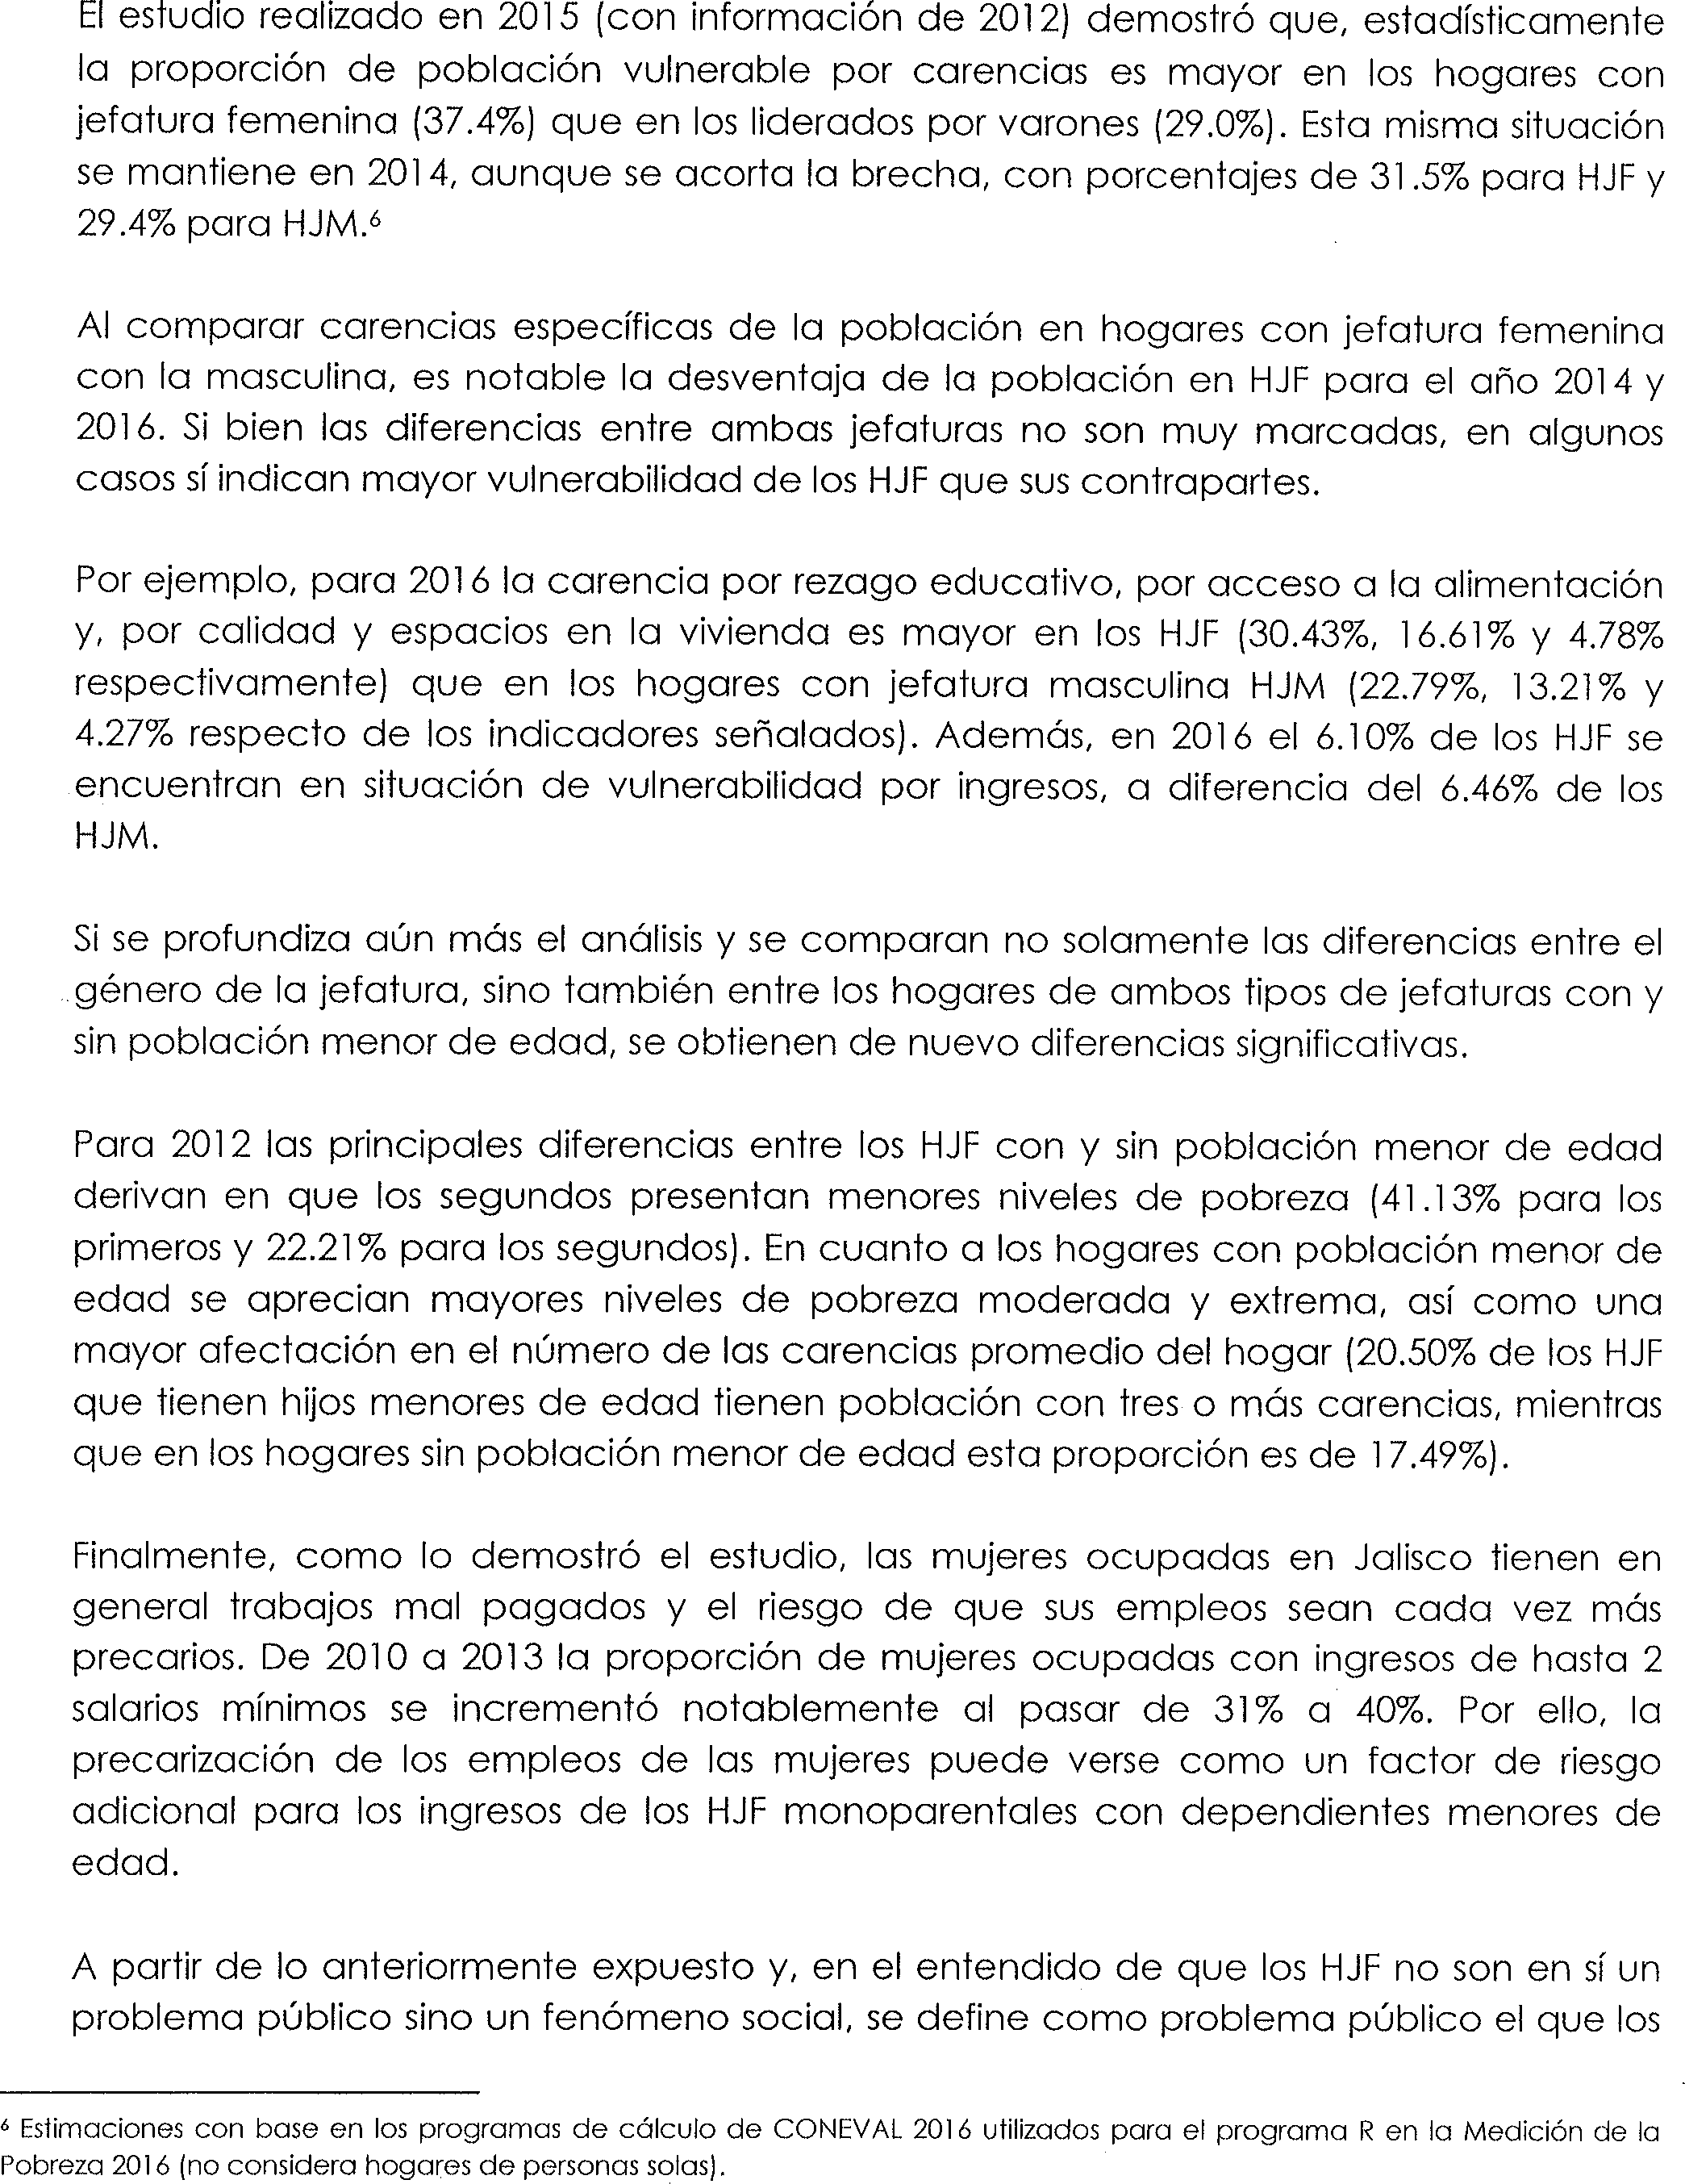 El estudio realizado en 2015 (con información de 2012) demostró que, estadísticamente
la proporción de población vulnerable por carencias es mayor en los hogares con
jefatura femenina (37.4%) que en los liderados por varones (29.0%). Esta misma situación
se mantiene en 2014, aunque se acorta la brecha, con porcentajes de 31.5% para HJF y
29.4% para HJM.⁶
Al comparar carencias específicas de la población en hogares con jefatura femenina
con la masculina, es notable la desventaja de la población en HJF para el año 2014 y
2016. Si bien las diferencias entre ambas jefaturas no son muy marcadas, en algunos
casos sí indican mayor vulnerabilidad de los HJF que sus contrapartes.
Por ejemplo, para 2016 la carencia por rezago educativo, por acceso a la alimentación
y, por calidad y espacios en la vivienda es mayor en los HJF (30.43%, 16.61% y 4.78%
respectivamente) que en los hogares con jefatura masculina HJM (22.79%, 13.21% y
4.27% respecto de los indicadores señalados). Además, en 2016 el 6.10% de los HJF se
encuentran en situación de vulnerabilidad por ingresos, a diferencia del 6.46% de los
HJM.
Si se profundiza aún más el análisis y se comparan no solamente las diferencias entre el
género de la jefatura, sino también entre los hogares de ambos tipos de jefaturas con y
sin población menor de edad, se obtienen de nuevo diferencias significativas.
Para 2012 las principales diferencias entre los HJF con y sin población menor de edad
derivan en que los segundos presentan menores niveles de pobreza (41.13% para los
primeros y 22.21% para los segundos). En cuanto a los hogares con población menor de
edad se aprecian mayores niveles de pobreza moderada y extrema, así como una
mayor afectación en el número de las carencias promedio del hogar (20.50% de los HJF
que tienen hijos menores de edad tienen población con tres o más carencias, mientras
que en los hogares sin población menor de edad esta proporción es de 17.49%).
Finalmente, como lo demostró el estudio, las mujeres ocupadas en Jalisco tienen en
general trabajos mal pagados y el riesgo de que sus empleos sean cada vez más
precarios. De 2010 a 2013 la proporción de mujeres ocupadas con ingresos de hasta 2
salarios mínimos se incrementó notablemente al pasar de 31% a 40%. Por ello, la
precarización de los empleos de las mujeres puede verse como un factor de riesgo
adicional para los ingresos de los HJF monoparentales con dependientes menores de
edad.
A partir de lo anteriormente expuesto y, en el entendido de que los HJF no son en sí un
problema público sino un fenómeno social, se define como problema público el que los
⁶ Estimaciones con base en los programas de cálculo de CONEVAL 2016 utilizados para el programa R en la Medición de la
Pobreza 2016 (no considera hogares de personas solas).